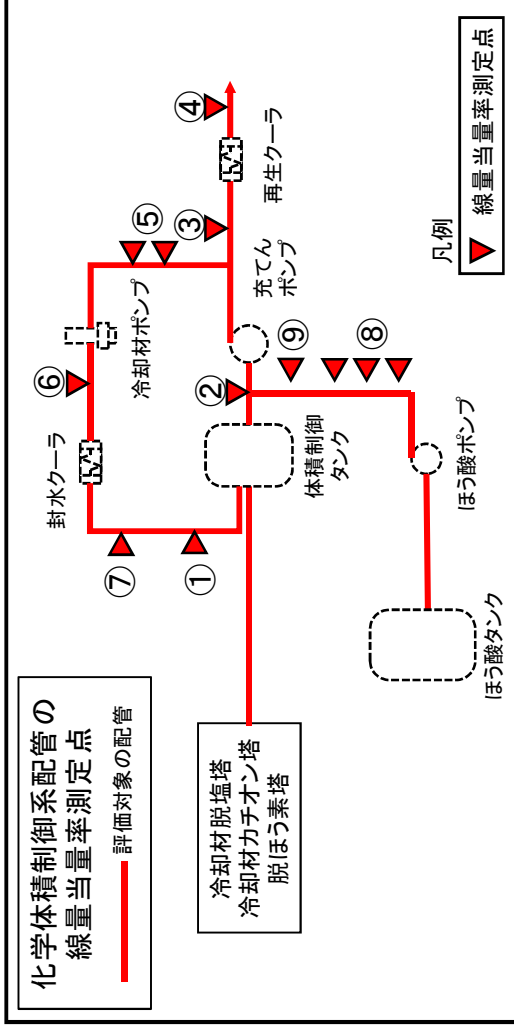 化学体積制御系配管の
線量当量率測定点
評価対象の配管
冷却材脱塩塔
冷却材カチオン塔
脱ほう素塔
⑦
①
封水クーラ
⑥
冷却材ポンプ
⑤
③
④
再生クーラ
充てん
ポンプ
②
⑨
⑧
体積制御
タンク
ほう酸ポンプ
ほう酸タンク
凡例
線量当量率測定点